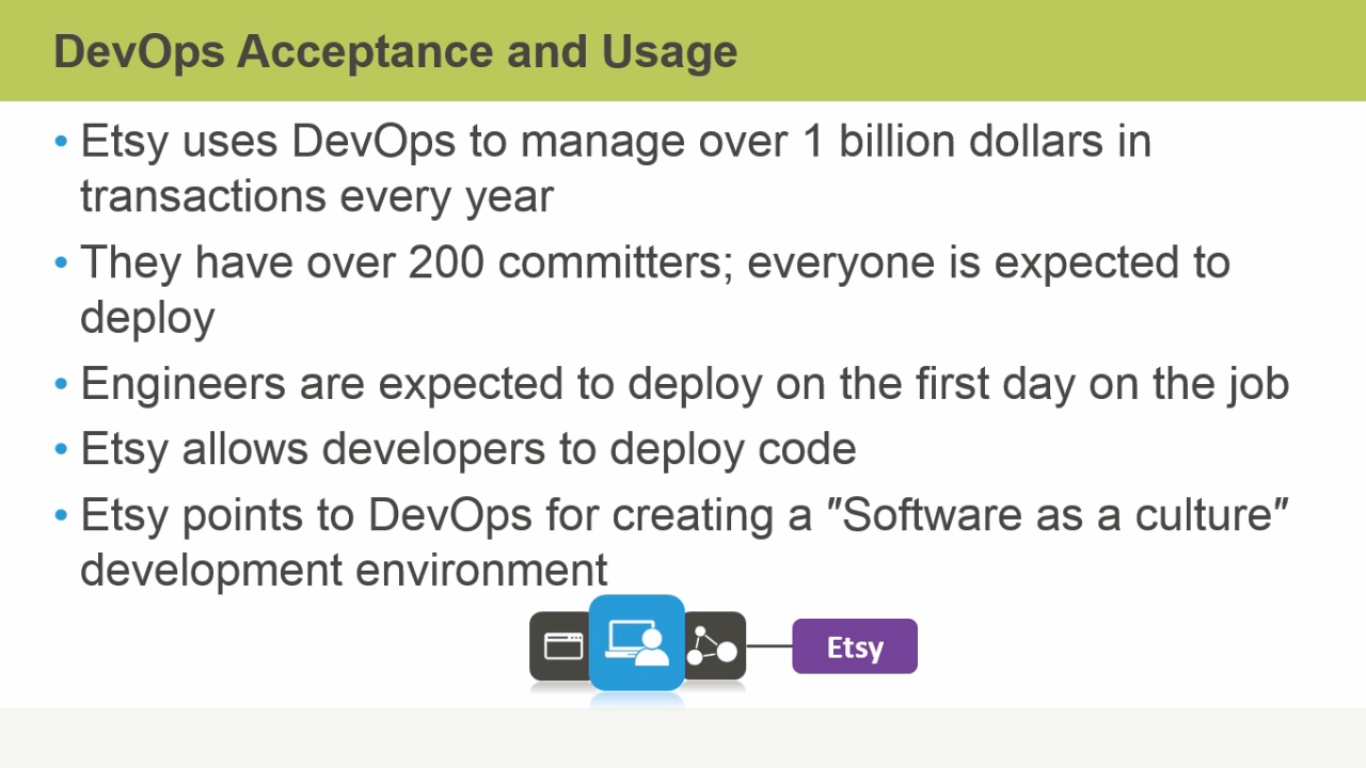 DevOps Acceptance and Usage
• Etsy uses DevOps to manage over 1 billion dollars in
transactions every year
• They have over 200 committers; everyone is expected to
deploy
• Engineers are expected to deploy on the first day on the job
• Etsy allows developers to deploy code
• Etsy points to DevOps for creating a "Software as a culture"
development environment
Etsy